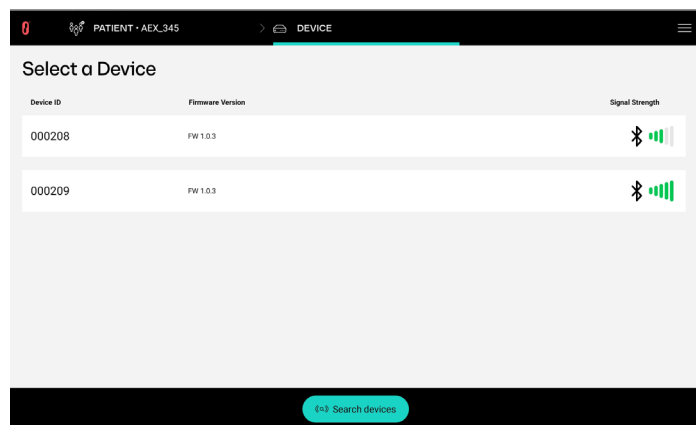 PATIENT • AEX_345 DEVICE
Select a Device
Device ID Firmware Version Signal Strength
000208 FW 1.0.3
000209 FW 1.0.3
Search devices